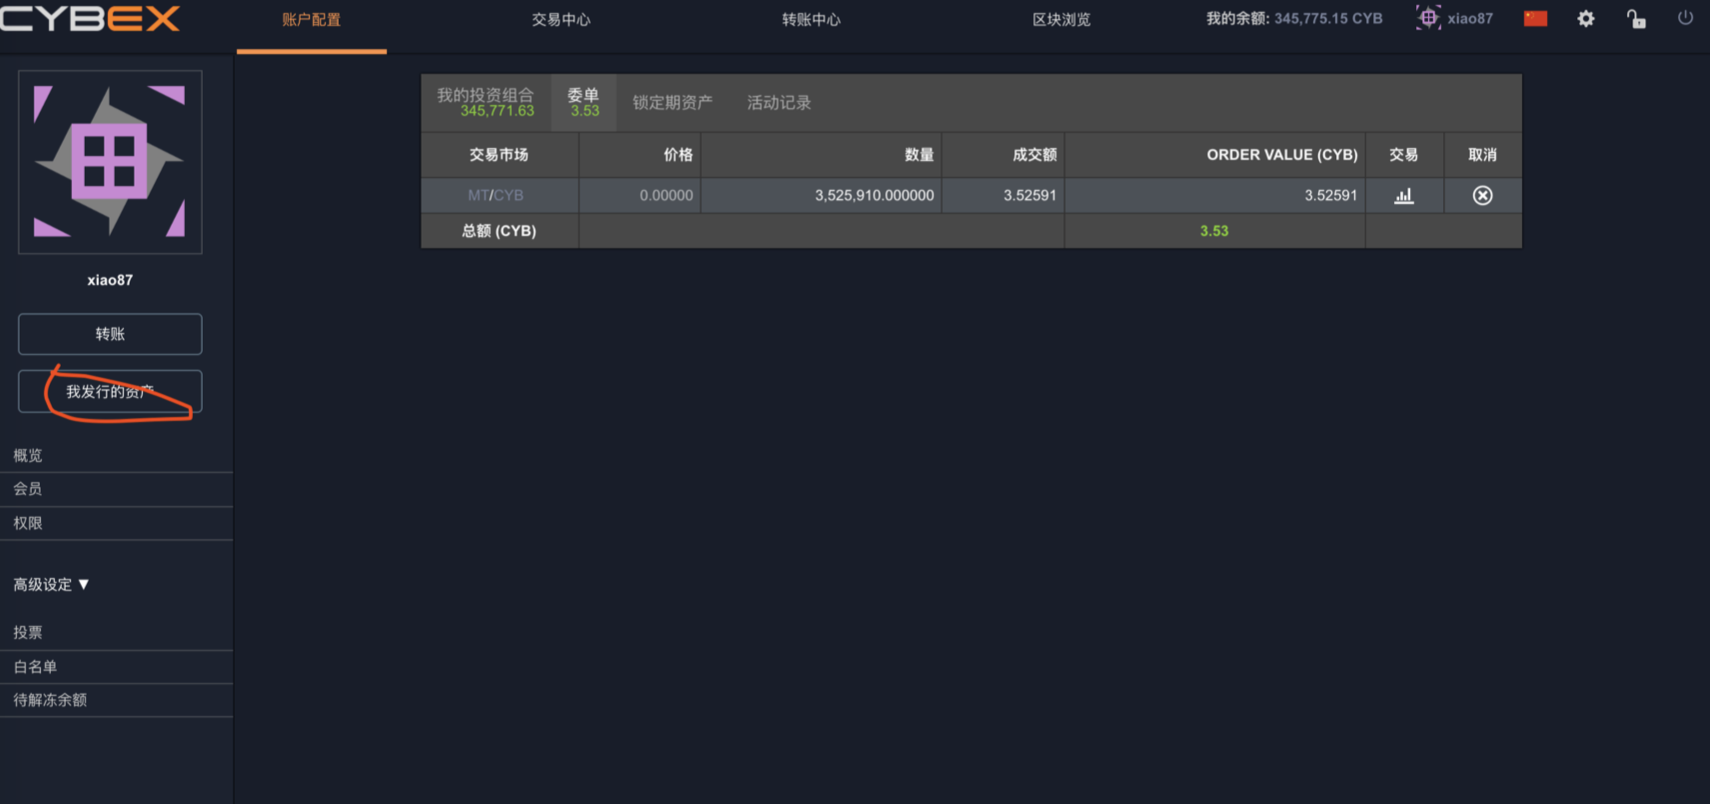 CYBEX
账户配置
交易中心
转账中心
区块浏览
我的余额: 345,775.15 CYB
xiao87
xiao87
转账
我发行的资产
概览
会员
权限
高级设定 ▼
投票
白名单
待解冻余额
我的投资组合
345,771.63
委单
3.53
锁定期资产
活动记录
交易市场 价格 数量 成交额 ORDER VALUE (CYB) 交易 取消
MT/CYB 0.00000 3,525,910.000000 3.52591 3.52591
总额 (CYB) 3.53